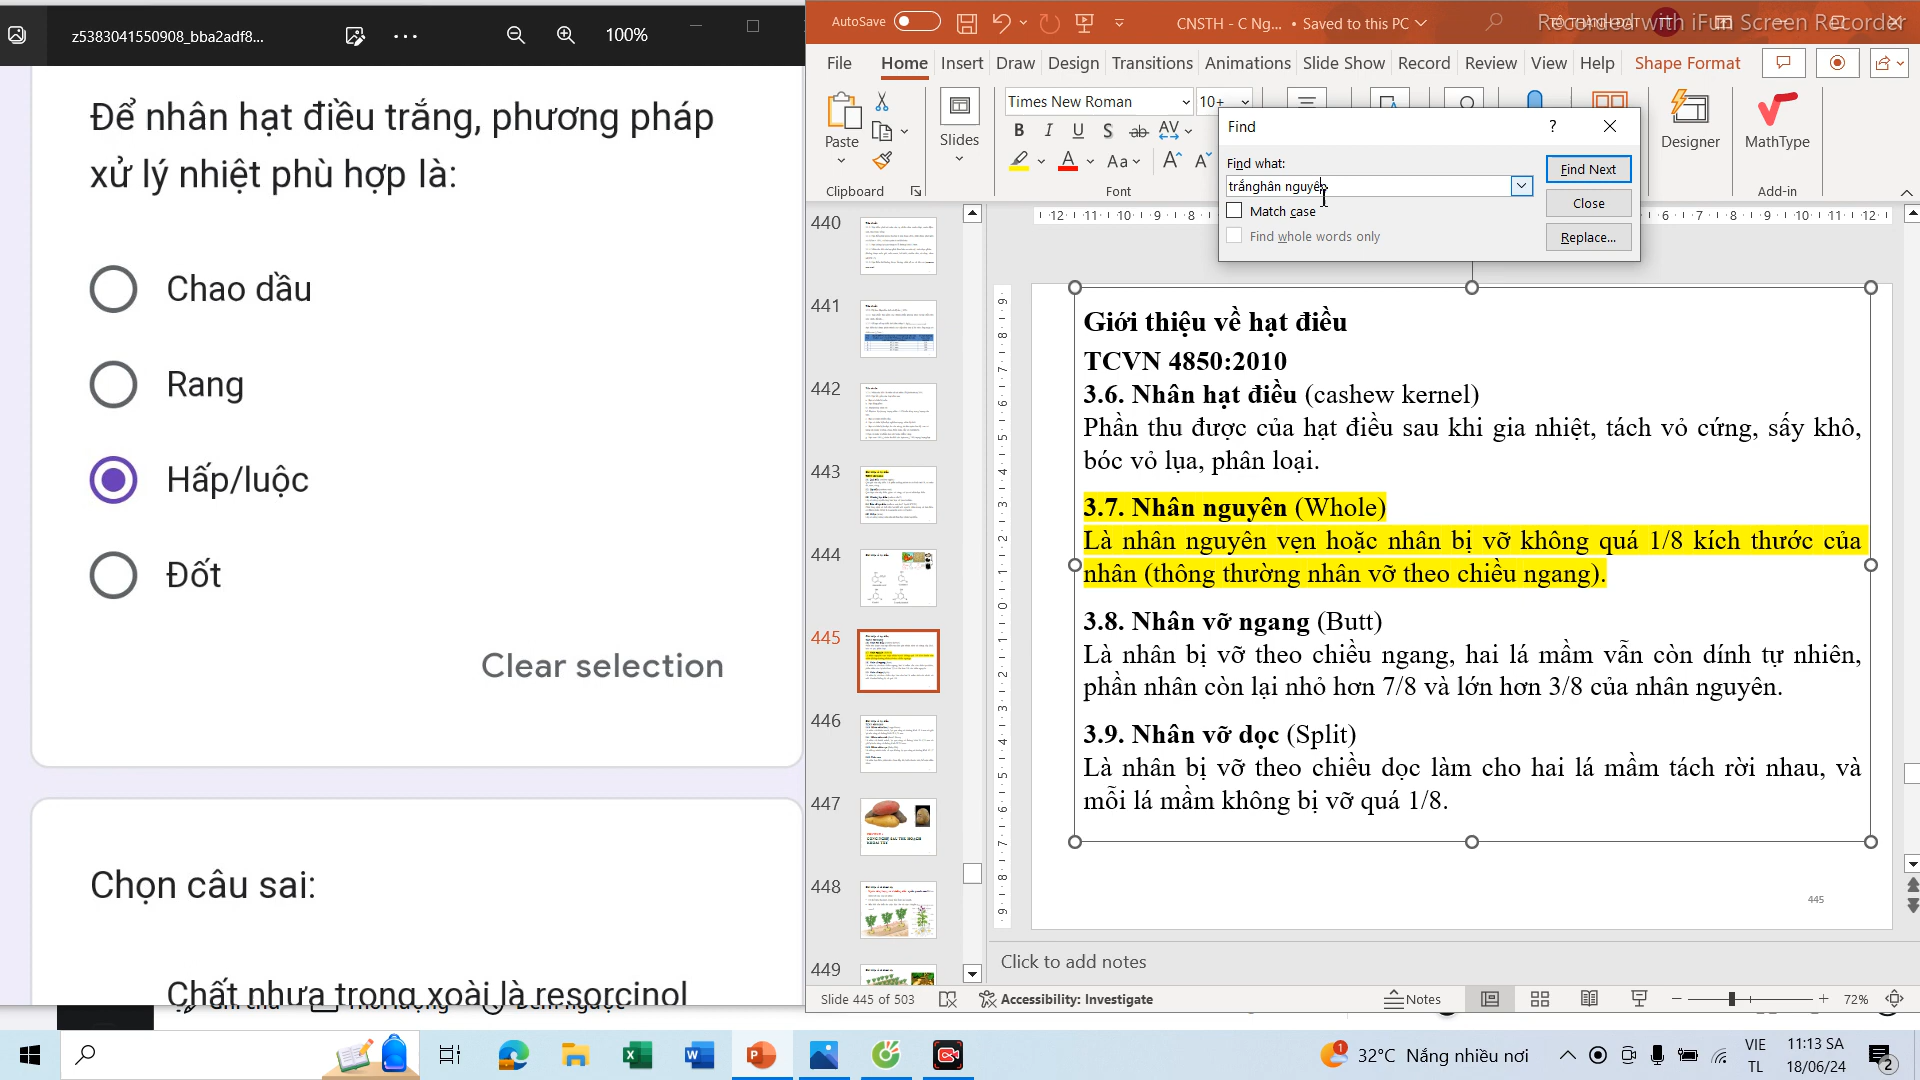 z5383041550908_bba2adf8...
100%
Để nhân hạt điều trắng, phương pháp
xử lý nhiệt phù hợp là:
Chao dầu
Rang
Hấp/luộc
Đốt
Clear selection
Chọn câu sai:
Chất nhựa trong xoài là resorcinol
AutoSave
Off
CNSTH - C Ng... • Saved to this PC
Recorded with iFun Screen Recorder
File
Home
Insert
Draw
Design
Transitions
Animations
Slide Show
Record
Review
View
Help
Shape Format
Paste
Clipboard
Slides
Times New Roman
10+
Font
Designer
MathType
Add-in
Find
Find what:
trắnghân nguyên
Match case
Find whole words only
Find Next
Close
Replace...
440
441
442
443
444
445
446
447
448
449
Giới thiệu về hạt điều
TCVN 4850:2010
3.6. Nhân hạt điều (cashew kernel)
Phần thu được của hạt điều sau khi gia nhiệt, tách vỏ cứng, sấy khô,
bóc vỏ lụa, phân loại.
3.7. Nhân nguyên (Whole)
Là nhân nguyên vẹn hoặc nhân bị vỡ không quá 1/8 kích thước của
nhân (thông thường nhân vỡ theo chiều ngang).
3.8. Nhân vỡ ngang (Butt)
Là nhân bị vỡ theo chiều ngang, hai lá mầm vẫn còn dính tự nhiên,
phần nhân còn lại nhỏ hơn 7/8 và lớn hơn 3/8 của nhân nguyên.
3.9. Nhân vỡ dọc (Split)
Là nhân bị vỡ theo chiều dọc làm cho hai lá mầm tách rời nhau, và
mỗi lá mầm không bị vỡ quá 1/8.
445
Click to add notes
Slide 445 of 503
Accessibility: Investigate
Notes
72%
32°C Nắng nhiều nơi
VIE
TL
11:13 SA
18/06/24
2